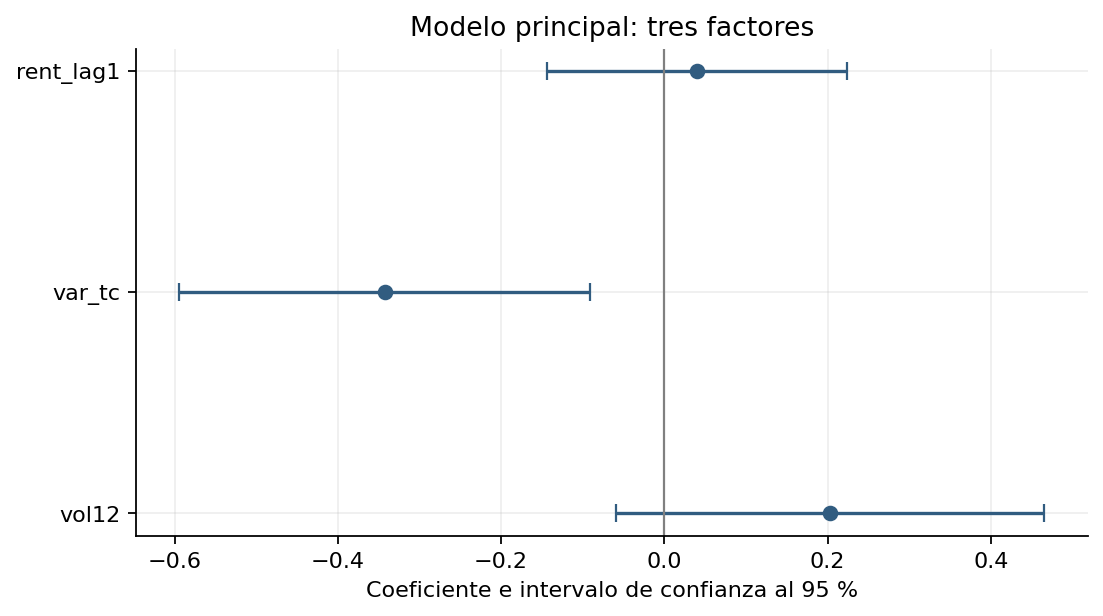 Modelo principal: tres factores
rent_lag1
var_tc
vol12
−0.6
−0.4
−0.2
0.0
0.2
0.4
Coeficiente e intervalo de confianza al 95 %